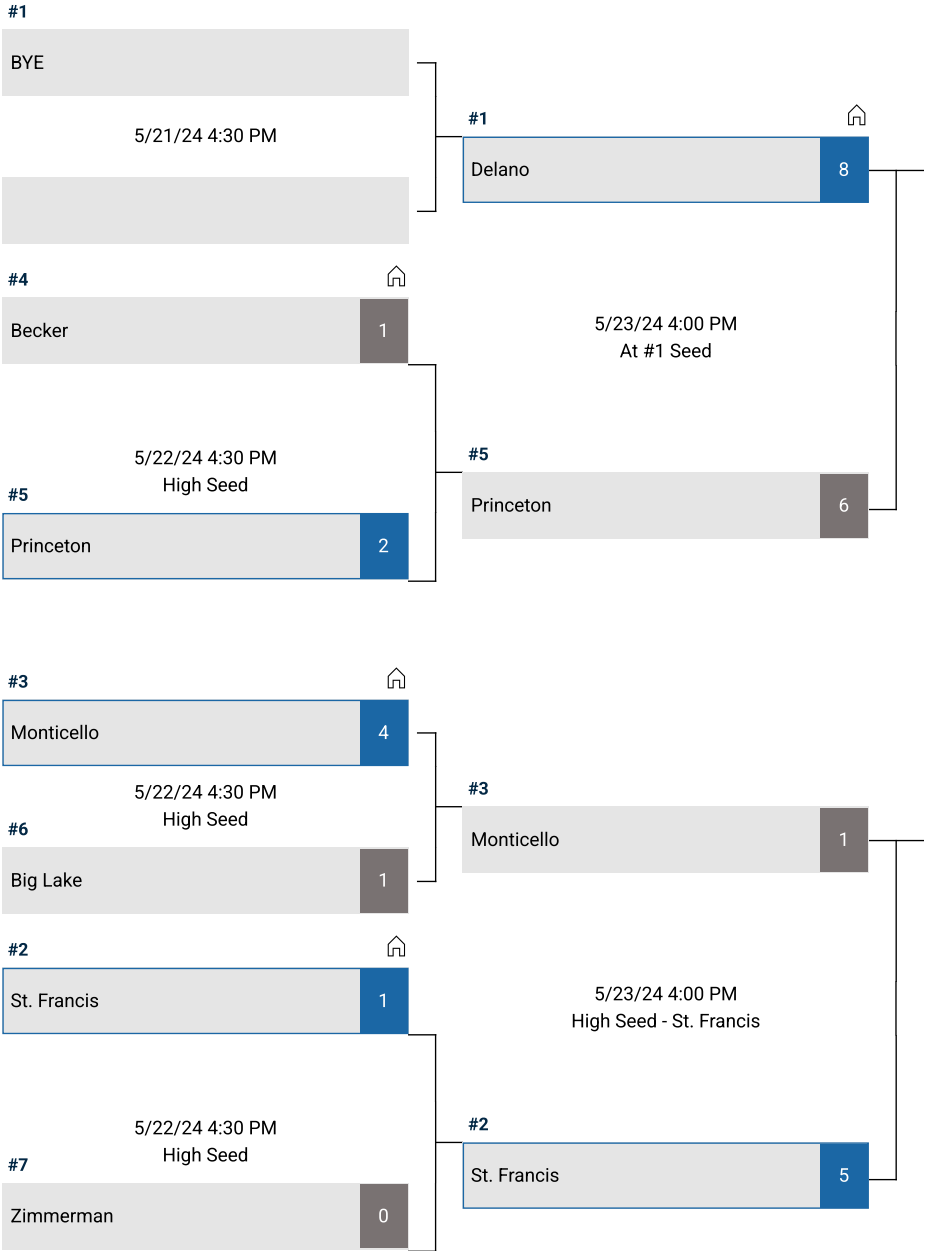 #1
BYE
5/21/24 4:30 PM
#1
Delano
8
#4
Becker
1
5/23/24 4:00 PM
At #1 Seed
5/22/24 4:30 PM
High Seed
#5
Princeton
2
#5
Princeton
6
#3
Monticello
4
5/22/24 4:30 PM
High Seed
#6
Big Lake
1
#3
Monticello
1
#2
St. Francis
1
5/23/24 4:00 PM
High Seed - St. Francis
5/22/24 4:30 PM
High Seed
#7
Zimmerman
0
#2
St. Francis
5